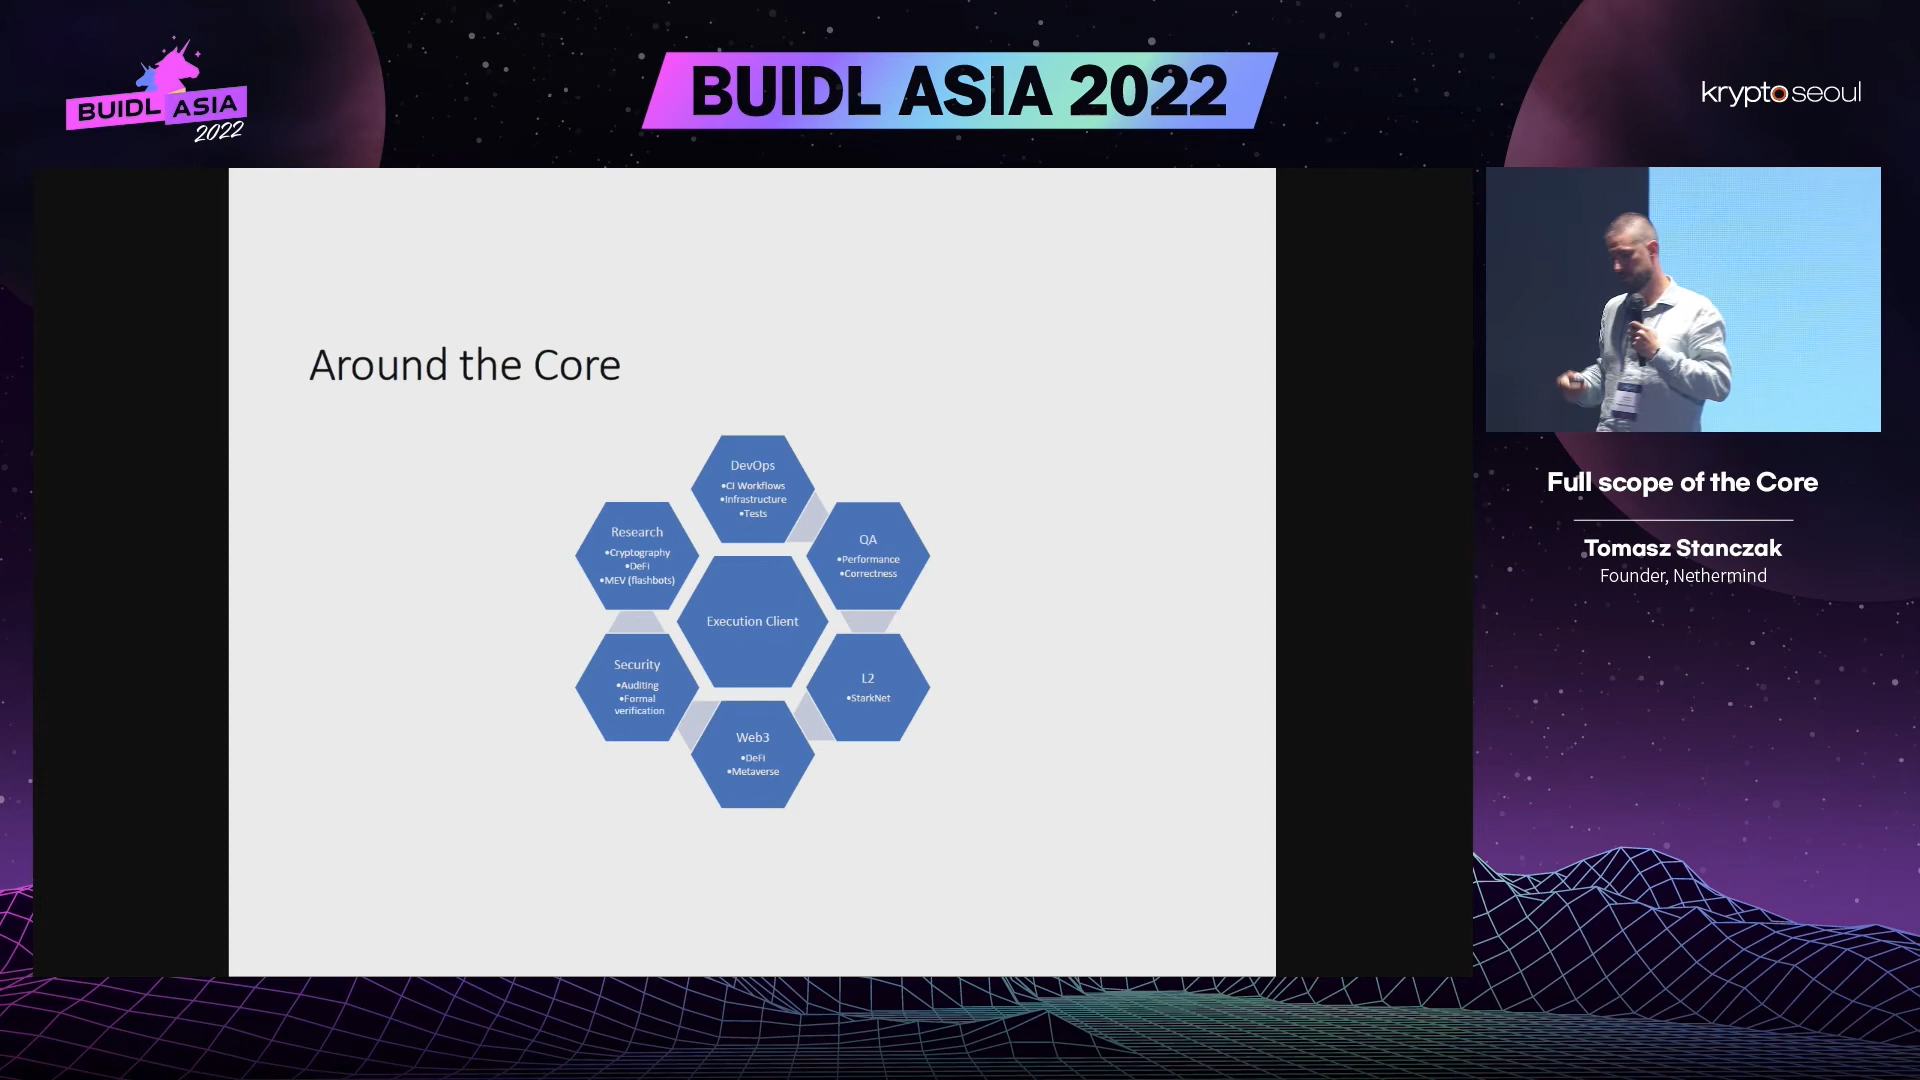 BUIDL ASIA
2022
BUIDL ASIA 2022
kryptoseoul
Around the Core
DevOps
•CI Workflows
•Infrastructure
•Tests
Research
•Cryptography
•DeFi
•MEV (flashbots)
QA
•Performance
•Correctness
Execution Client
Security
•Auditing
•Formal
verification
L2
•StarkNet
Web3
•DeFi
•Metaverse
Full scope of the Core
Tomasz Stanczak
Founder, Nethermind